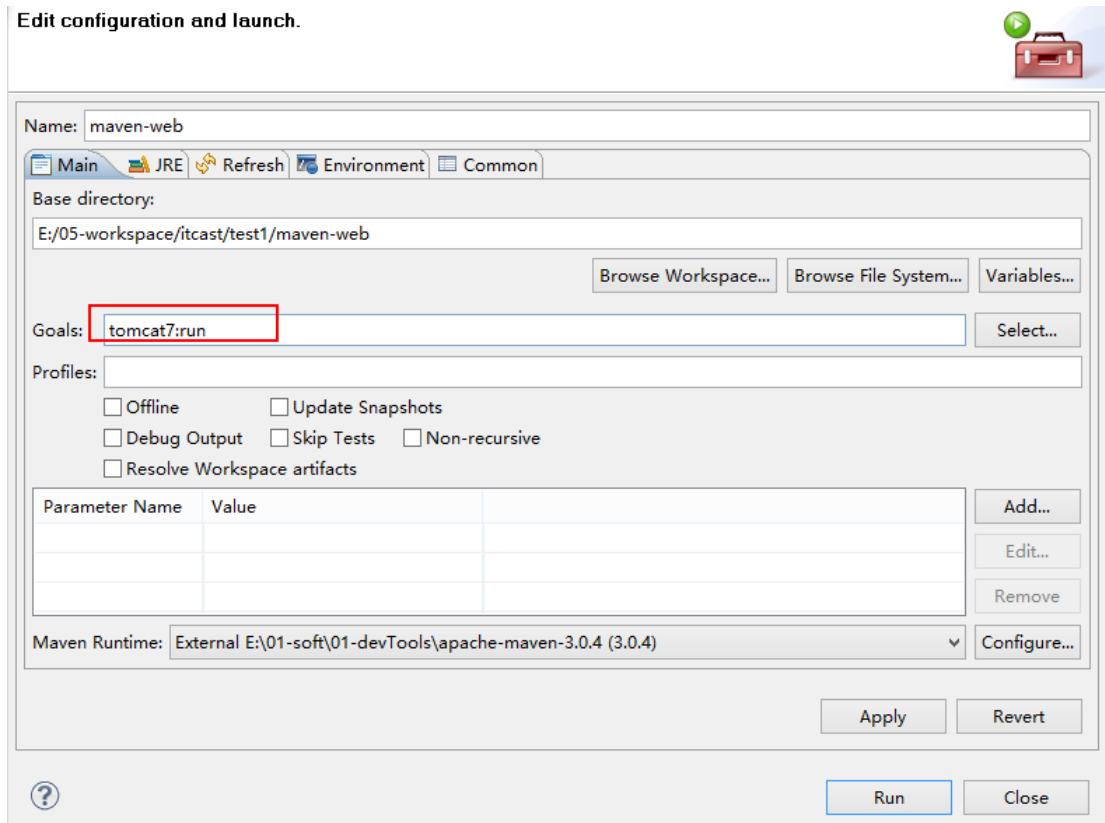 Edit configuration and launch.
Name: maven-web
Main JRE Refresh Environment Common
Base directory:
E:/05-workspace/itcast/test1/maven-web
Browse Workspace... Browse File System... Variables...
Goals: tomcat7:run Select...
Profiles:
Offline Update Snapshots
Debug Output Skip Tests Non-recursive
Resolve Workspace artifacts
Parameter Name Value Add...
Edit...
Remove
Maven Runtime: External E:\01-soft\01-devTools\apache-maven-3.0.4 (3.0.4) Configure...
Apply Revert
? Run Close